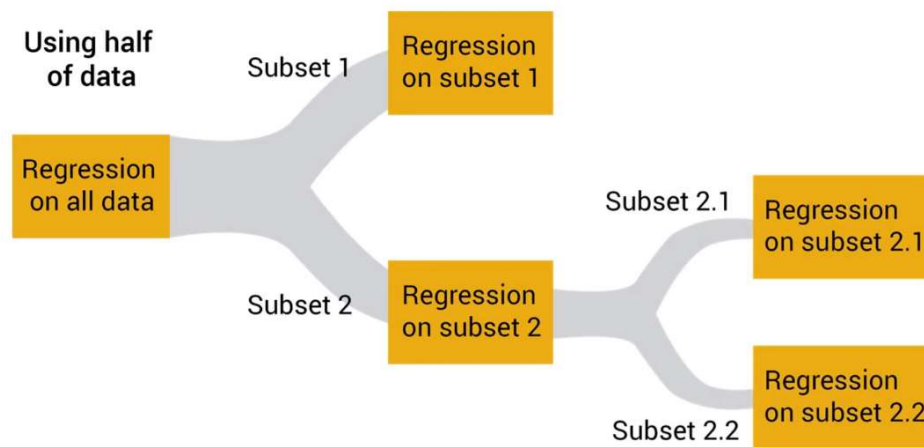 Using half
of data
Regression
on all data
Subset 1
Regression
on subset 1
Subset 2
Regression
on subset 2
Subset 2.1
Regression
on subset 2.1
Subset 2.2
Regression
on subset 2.2